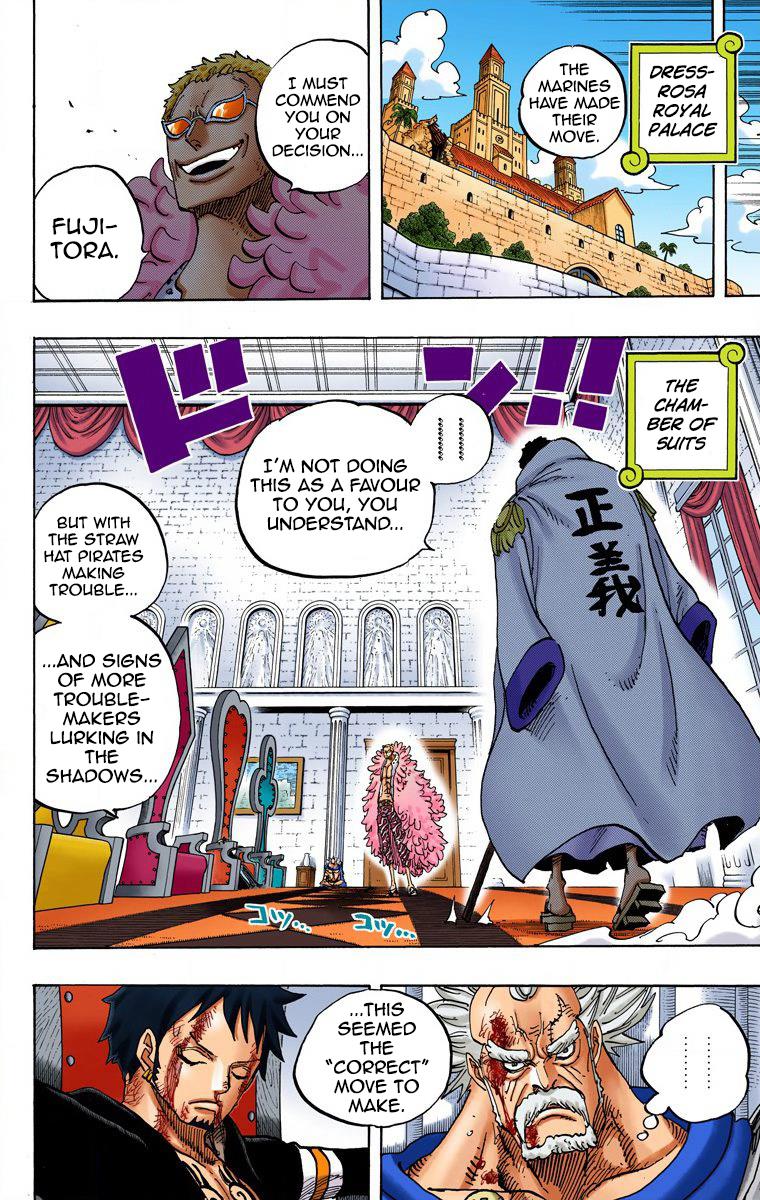 DRESS-
ROSA
ROYAL
PALACE
THE
MARINES
HAVE MADE
THEIR
MOVE.
I MUST
COMMEND
YOU ON
YOUR
DECISION...
FUJI-
TORA.
THE
CHAM-
BER OF
SUITS
ドン!!
正義
.........
I'M NOT DOING
THIS AS A FAVOUR
TO YOU, YOU
UNDERSTAND...
BUT WITH
THE STRAW
HAT PIRATES
MAKING
TROUBLE...
...AND SIGNS
OF MORE
TROUBLE-
MAKERS
LURKING IN
THE
SHADOWS...
コツ...
コツ...
.........
...THIS
SEEMED
THE
“CORRECT”
MOVE TO
MAKE.